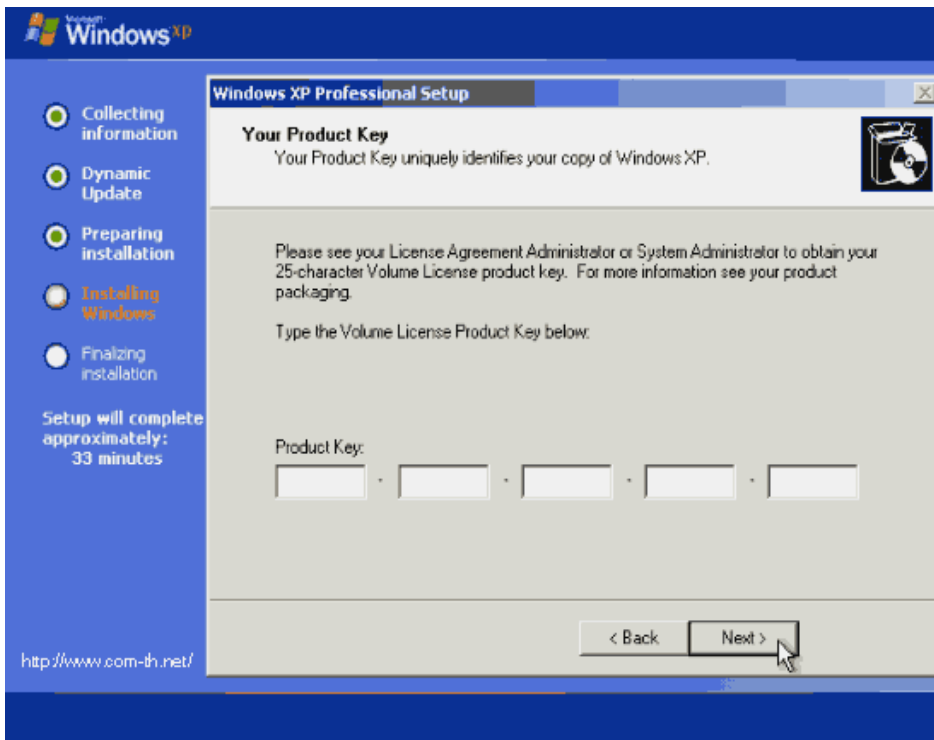 Microsoft
Windows xp
Collecting
information
Dynamic
Update
Preparing
installation
Installing
Windows
Finalizing
installation
Setup will complete
approximately:
33 minutes
http://www.com-th.net/
Windows XP Professional Setup
Your Product Key
Your Product Key uniquely identifies your copy of Windows XP.
Please see your License Agreement Administrator or System Administrator to obtain your
25-character Volume License product key. For more information see your product
packaging.
Type the Volume License Product Key below:
Product Key:
- - - -
< Back
Next >